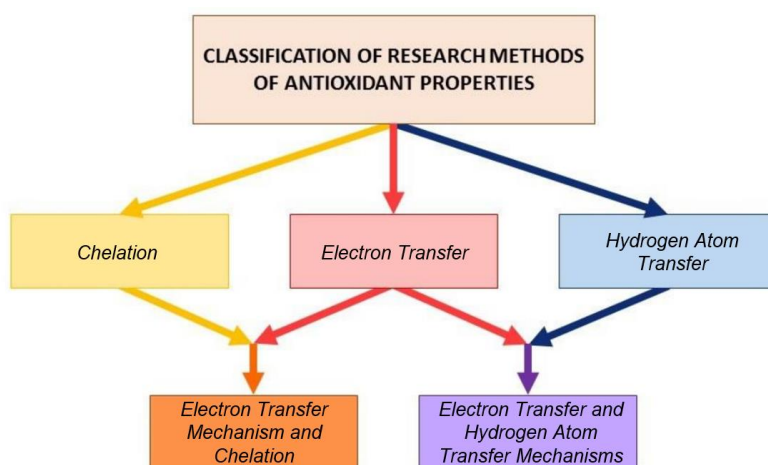 CLASSIFICATION OF RESEARCH METHODS
OF ANTIOXIDANT PROPERTIES
Chelation
Electron Transfer
Hydrogen Atom
Transfer
Electron Transfer
Mechanism and
Chelation
Electron Transfer and
Hydrogen Atom
Transfer Mechanisms